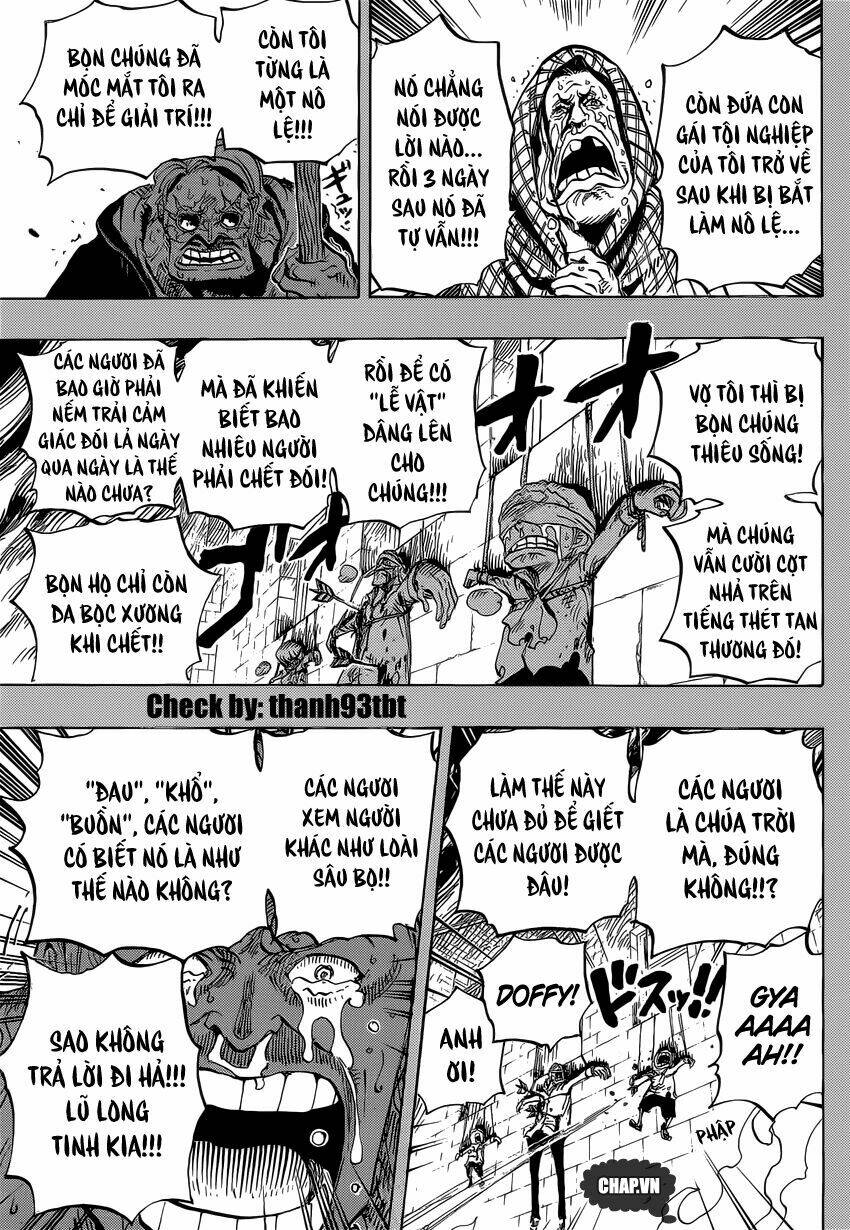 CÒN ĐỨA CON
GÁI TỘI NGHIỆP
CỦA TÔI TRỞ VỀ
SAU KHI BỊ BẮT
LÀM NÔ LỆ...
NÓ CHẲNG
NÓI ĐƯỢC
LỜI NÀO...
RỒI 3 NGÀY
SAU NÓ ĐÃ
TỰ VẪN!!!
CÒN TÔI
TỪNG LÀ
MỘT NÔ
LỆ!!!
BỌN CHÚNG ĐÃ
MÓC MẮT TÔI RA
CHỈ ĐỂ GIẢI TRÍ!!!
VỢ TÔI THÌ BỊ
BỌN CHÚNG
THIÊU SỐNG!
MÀ CHÚNG
VẪN CƯỜI CỢT
NHẢ TRÊN
TIẾNG THÉT TAN
THƯƠNG ĐÓ!
RỒI ĐỂ CÓ
"LỄ VẬT"
DÂNG LÊN
CHO
CHÚNG!!!
MÀ ĐÃ KHIẾN
BIẾT BAO
NHIÊU NGƯỜI
PHẢI CHẾT ĐÓI!
CÁC NGƯƠI ĐÃ
BAO GIỜ PHẢI
NẾM TRẢI CẢM
GIÁC ĐÓI LẢ NGÀY
QUA NGÀY LÀ THẾ
NÀO CHƯA?
BỌN HỌ CHỈ CÒN
DA BỌC XƯƠNG
KHI CHẾT!!
オオ
オオ
Check by: thanh93tbt
CÁC NGƯƠI
LÀ CHÚA TRỜI
MÀ, ĐÚNG
KHÔNG!!?
LÀM THẾ NÀY
CHƯA ĐỦ ĐỂ GIẾT
CÁC NGƯƠI ĐƯỢC
ĐÂU!
GYA
AAAA
AH!!
DOFFY!
ANH
ƠI!
ドスッ!!
PHẬP
CÁC NGƯƠI
XEM NGƯỜI
KHÁC NHƯ LOÀI
SÂU BỌ!!
"ĐAU", "KHỔ",
"BUỒN", CÁC NGƯƠI
CÓ BIẾT NÓ LÀ NHƯ
THẾ NÀO KHÔNG?
SAO KHÔNG
TRẢ LỜI ĐI HẢ!!!
LŨ LONG
TINH KIA!!!
CHAP.VN